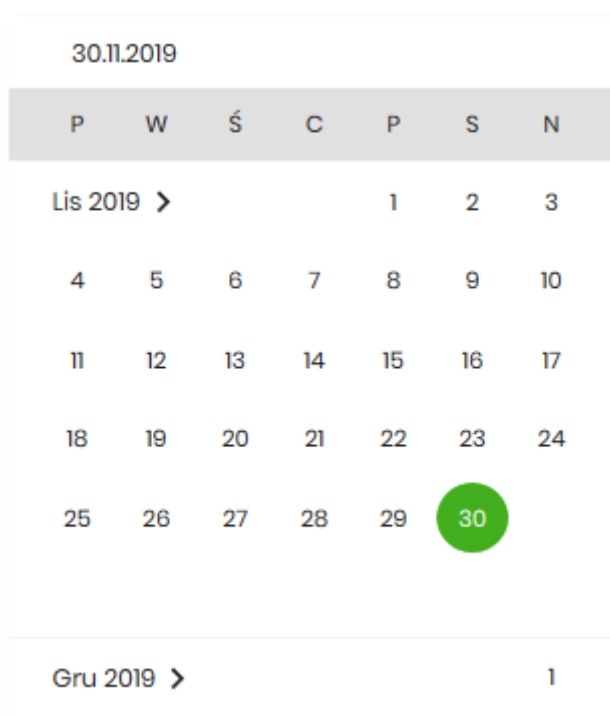 30.11.2019
P W Ś C P S N
Lis 2019 1 2 3
4 5 6 7 8 9 10
11 12 13 14 15 16 17
18 19 20 21 22 23 24
25 26 27 28 29 30
Gru 2019 1